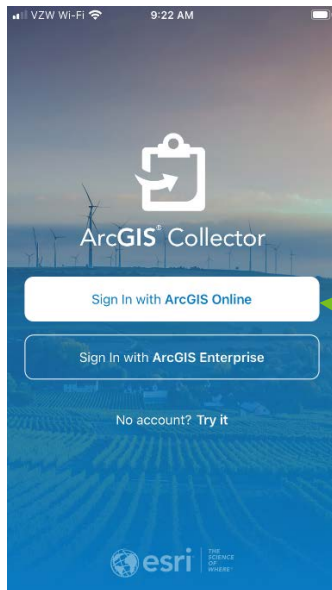 VZW Wi-Fi 9:22 AM
ArcGIS® Collector
Sign In with ArcGIS Online
Sign In with ArcGIS Enterprise
No account? Try it
esri THE
SCIENCE
OF
WHERE®